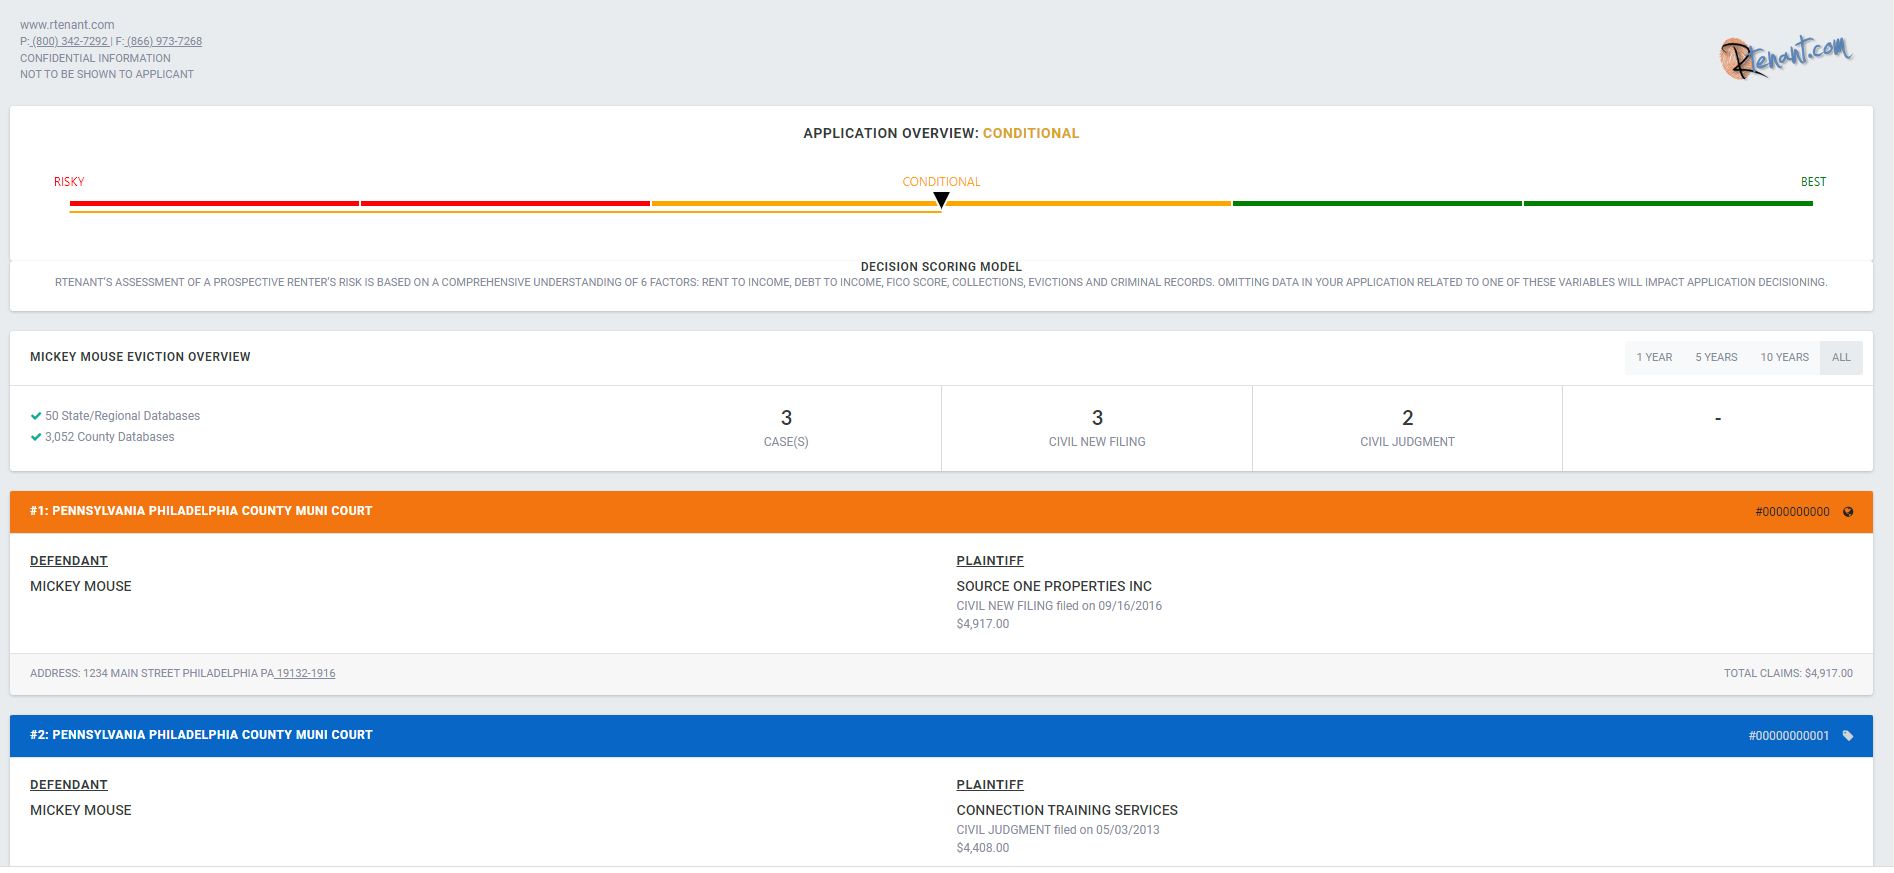 www.rtenant.com
P: (800) 342-7292 | F: (866) 973-7268
CONFIDENTIAL INFORMATION
NOT TO BE SHOWN TO APPLICANT
Rtenant.com
APPLICATION OVERVIEW: CONDITIONAL
RISKY CONDITIONAL BEST
DECISION SCORING MODEL
RTENANT'S ASSESSMENT OF A PROSPECTIVE RENTER'S RISK IS BASED ON A COMPREHENSIVE UNDERSTANDING OF 6 FACTORS: RENT TO INCOME, DEBT TO INCOME, FICO SCORE, COLLECTIONS, EVICTIONS AND CRIMINAL RECORDS. OMITTING DATA IN YOUR APPLICATION RELATED TO ONE OF THESE VARIABLES WILL IMPACT APPLICATION DECISIONING.
MICKEY MOUSE EVICTION OVERVIEW
1 YEAR 5 YEARS 10 YEARS ALL
50 State/Regional Databases
3,052 County Databases
3
CASE(S)
3
CIVIL NEW FILING
2
CIVIL JUDGMENT
-
#1: PENNSYLVANIA PHILADELPHIA COUNTY MUNI COURT
#0000000000
DEFENDANT
MICKEY MOUSE
PLAINTIFF
SOURCE ONE PROPERTIES INC
CIVIL NEW FILING filed on 09/16/2016
$4,917.00
ADDRESS: 1234 MAIN STREET PHILADELPHIA PA 19132-1916
TOTAL CLAIMS: $4,917.00
#2: PENNSYLVANIA PHILADELPHIA COUNTY MUNI COURT
#00000000001
DEFENDANT
MICKEY MOUSE
PLAINTIFF
CONNECTION TRAINING SERVICES
CIVIL JUDGMENT filed on 05/03/2013
$4,408.00